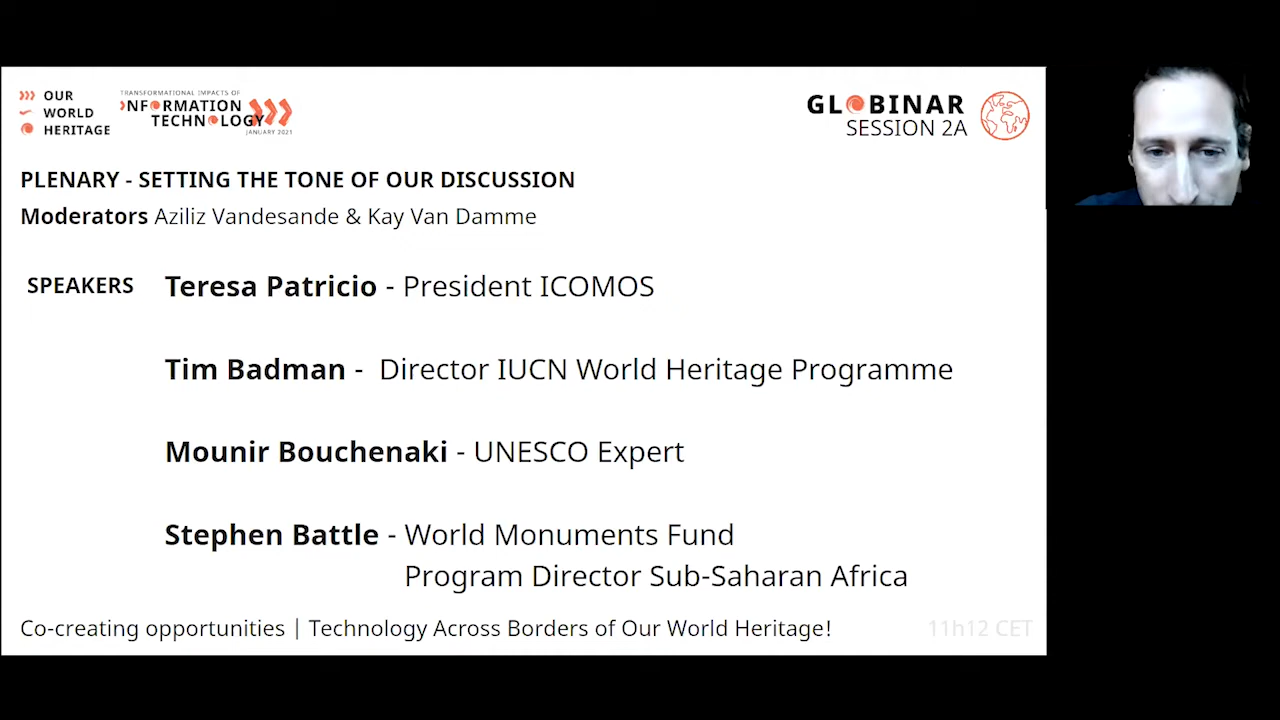 OUR
WORLD
HERITAGE
TRANSFORMATIONAL IMPACTS OF
INFORMATION
TECHNOLOGY
JANUARY 2021
GLOBINAR
SESSION 2A
PLENARY - SETTING THE TONE OF OUR DISCUSSION
Moderators Aziliz Vandesande & Kay Van Damme
SPEAKERS Teresa Patricio - President ICOMOS
Tim Badman - Director IUCN World Heritage Programme
Mounir Bouchenaki - UNESCO Expert
Stephen Battle - World Monuments Fund
Program Director Sub-Saharan Africa
Co-creating opportunities | Technology Across Borders of Our World Heritage!
11h12 CET